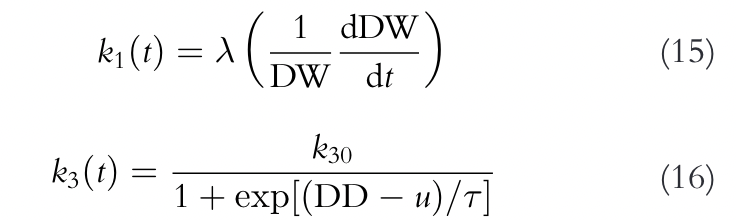 k₁(t) = λ ( 1/DW dDW/dt ) (15)
k₃(t) = k₃₀ / 1 + exp[(DD − u)/τ] (16)